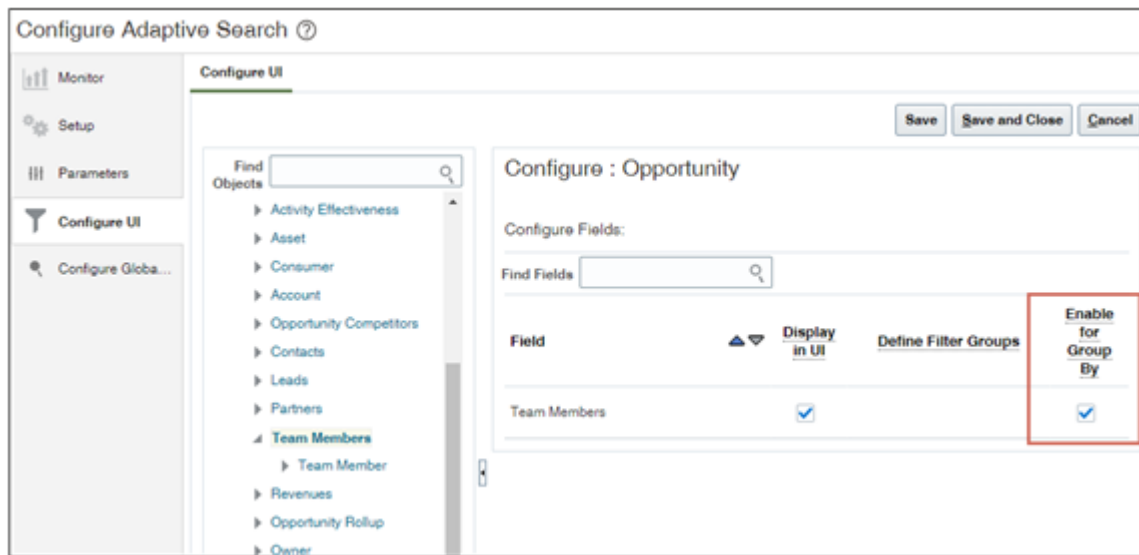 Configure Adaptive Search ?
Monitor
Setup
Parameters
Configure UI
Configure Globa...
Configure UI
Save
Save and Close
Cancel
Find
Objects
Activity Effectiveness
Asset
Consumer
Account
Opportunity Competitors
Contacts
Leads
Partners
Team Members
Team Member
Revenues
Opportunity Rollup
Owner
Configure : Opportunity
Configure Fields:
Find Fields
Field
Display
in UI
Define Filter Groups
Enable
for
Group
By
Team Members